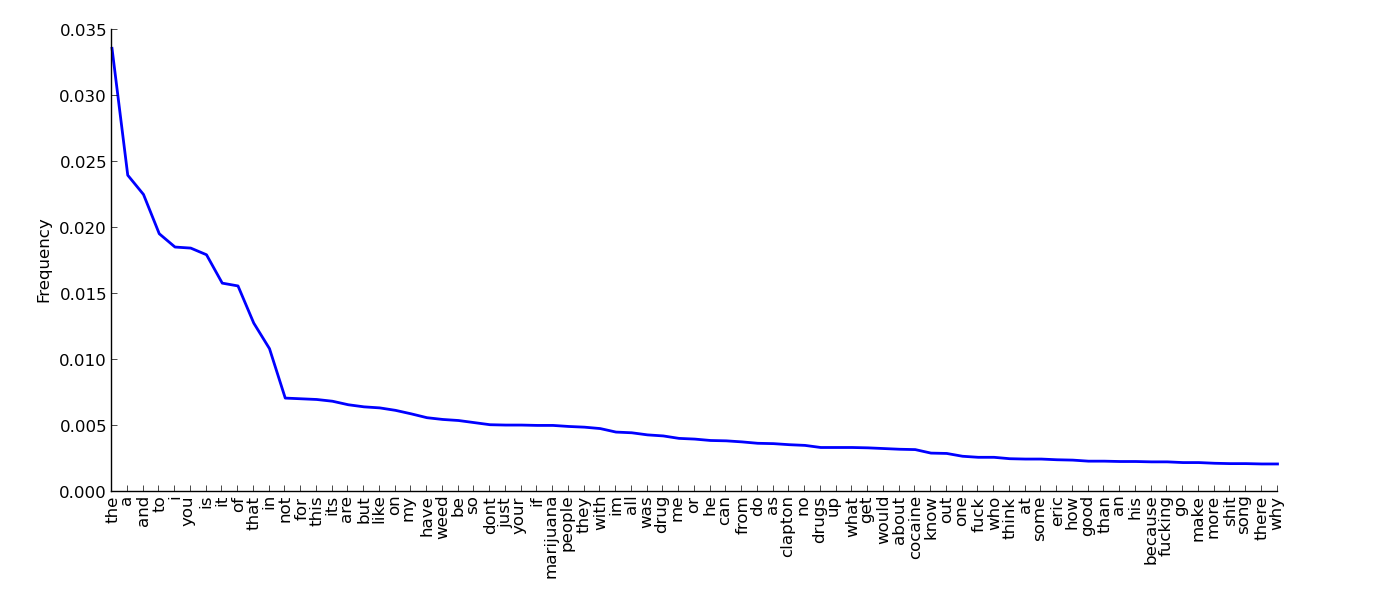 0.035
0.030
0.025
0.020
0.015
0.010
0.005
0.000
Frequency
the
a
and
to
i
you
is
it
of
that
in
not
for
this
its
are
but
like
on
my
have
weed
be
so
dont
just
your
if
marijuana
people
they
with
im
all
was
drug
me
or
he
can
from
do
as
clapton
no
drugs
up
what
get
would
about
cocaine
know
out
one
fuck
who
think
at
some
eric
how
good
than
an
his
because
fucking
go
make
more
shit
song
there
why